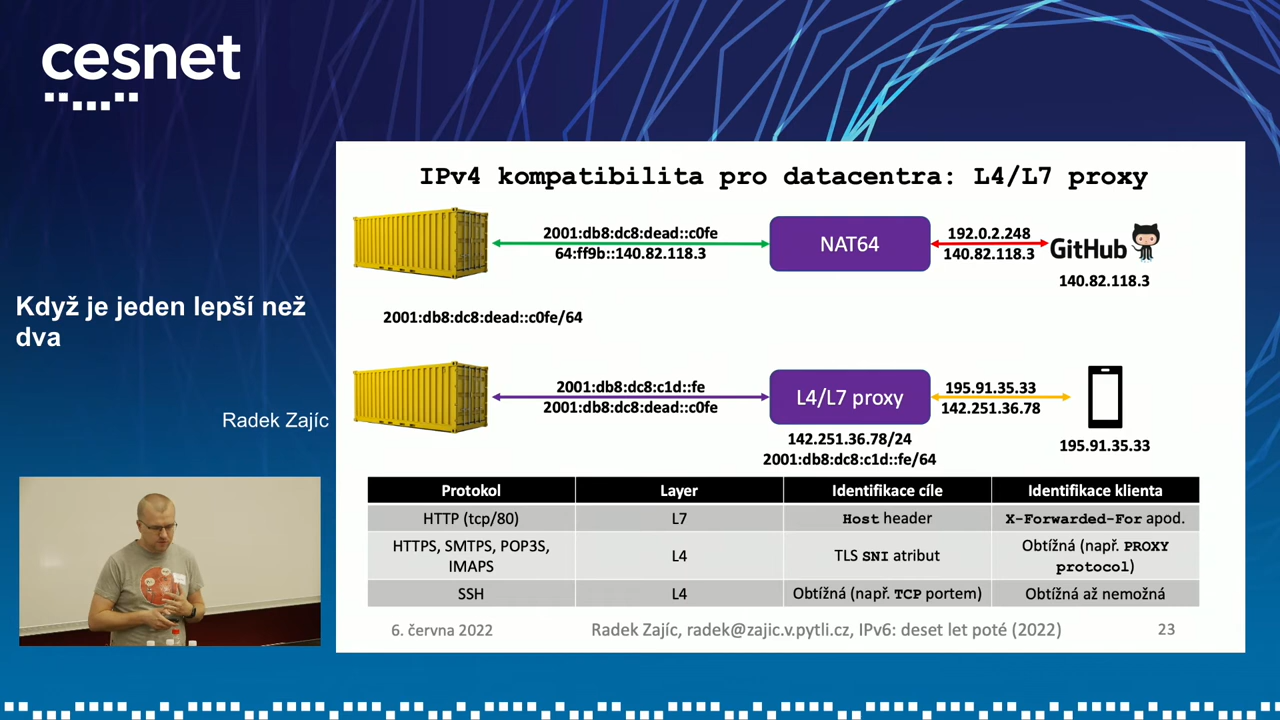 cesnet
Když je jeden lepší než
dva
Radek Zajíc
IPv4 kompatibilita pro datacentra: L4/L7 proxy
2001:db8:dc8:dead::c0fe
64:ff9b::140.82.118.3
NAT64
192.0.2.248
140.82.118.3
GitHub
140.82.118.3
2001:db8:dc8:dead::c0fe/64
2001:db8:dc8:c1d::fe
2001:db8:dc8:dead::c0fe
L4/L7 proxy
195.91.35.33
142.251.36.78
142.251.36.78/24
2001:db8:dc8:c1d::fe/64
195.91.35.33
Protokol Layer Identifikace cíle Identifikace klienta
HTTP (tcp/80) L7 Host header X-Forwarded-For apod.
HTTPS, SMTPS, POP3S,
IMAPS
L4
TLS SNI atribut
Obtížná (např. PROXY
protocol)
SSH L4 Obtížná (např. TCP portem) Obtížná až nemožná
6. června 2022 Radek Zajíc, radek@zajic.v.pytli.cz, IPv6: deset let poté (2022) 23